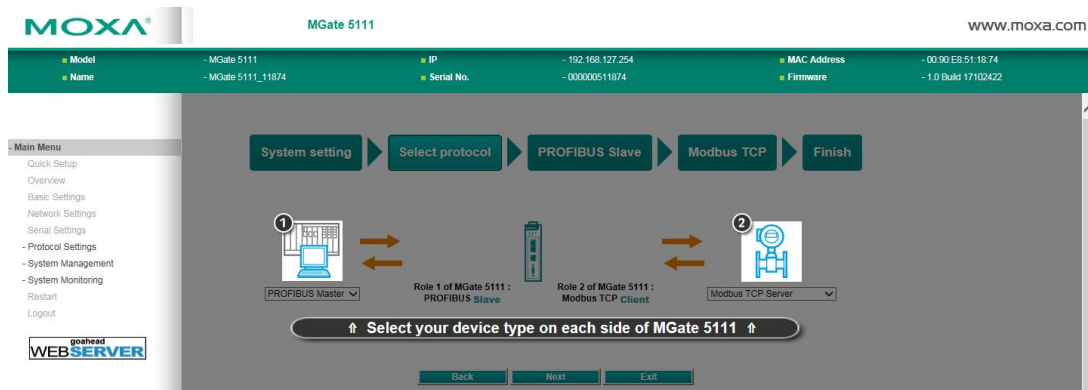 MOXA®
MGate 5111
www.moxa.com
Model - MGate 5111 IP - 192.168.127.254 MAC Address - 00:90:E8:51:18:74
Name - MGate 5111_11874 Serial No. - 000000511874 Firmware - 1.0 Build 17102422
- Main Menu
Quick Setup
Overview
Basic Settings
Network Settings
Serial Settings
- Protocol Settings
- System Management
- System Monitoring
Restart
Logout
goahead
WEBSERVER
System setting Select protocol PROFIBUS Slave Modbus TCP Finish
1 2
PROFIBUS Master
Role 1 of MGate 5111 :
PROFIBUS Slave
Role 2 of MGate 5111 :
Modbus TCP Client
Modbus TCP Server
⇑ Select your device type on each side of MGate 5111 ⇑
Back Next Exit